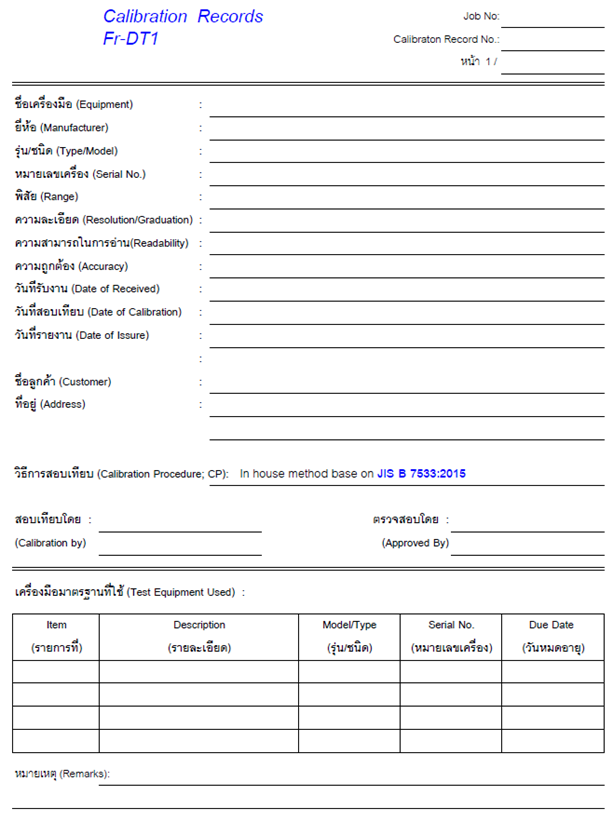 Calibration Records
Fr-DT1
Job No:
Calibraton Record No.:
หน้า 1 /
ชื่อเครื่องมือ (Equipment) :
ยี่ห้อ (Manufacturer) :
รุ่น/ชนิด (Type/Model) :
หมายเลขเครื่อง (Serial No.) :
พิสัย (Range) :
ความละเอียด (Resolution/Graduation) :
ความสามารถในการอ่าน(Readability) :
ความถูกต้อง (Accuracy) :
วันที่รับงาน (Date of Received) :
วันที่สอบเทียบ (Date of Calibration) :
วันที่รายงาน (Date of Issure) :
:
ชื่อลูกค้า (Customer) :
ที่อยู่ (Address) :
วิธีการสอบเทียบ (Calibration Procedure; CP): In house method base on JIS B 7533:2015
สอบเทียบโดย : ตรวจสอบโดย :
(Calibration by) (Approved By)
เครื่องมือมาตรฐานที่ใช้ (Test Equipment Used) :
Item Description Model/Type Serial No. Due Date
(รายการที่) (รายละเอียด) (รุ่น/ชนิด) (หมายเลขเครื่อง) (วันหมดอายุ)
หมายเหตุ (Remarks):